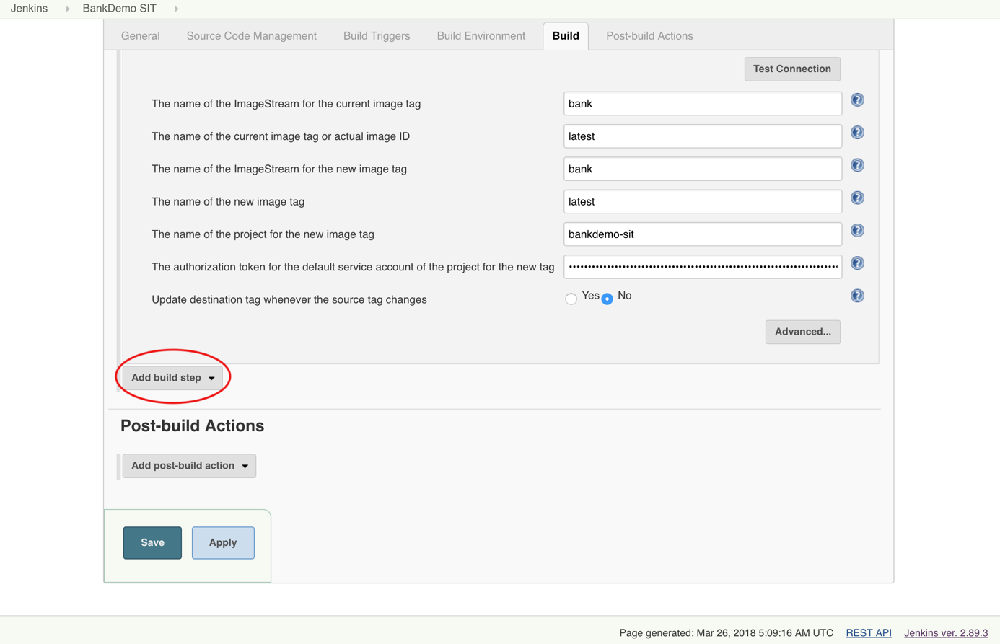 Jenkins BankDemo SIT
General Source Code Management Build Triggers Build Environment Build Post-build Actions
Test Connection
The name of the ImageStream for the current image tag bank
The name of the current image tag or actual image ID latest
The name of the ImageStream for the new image tag bank
The name of the new image tag latest
The name of the project for the new image tag bankdemo-sit
The authorization token for the default service account of the project for the new tag
Update destination tag whenever the source tag changes Yes No
Advanced...
Add build step
Post-build Actions
Add post-build action
Save Apply
Page generated: Mar 26, 2018 5:09:16 AM UTC REST API Jenkins ver. 2.89.3